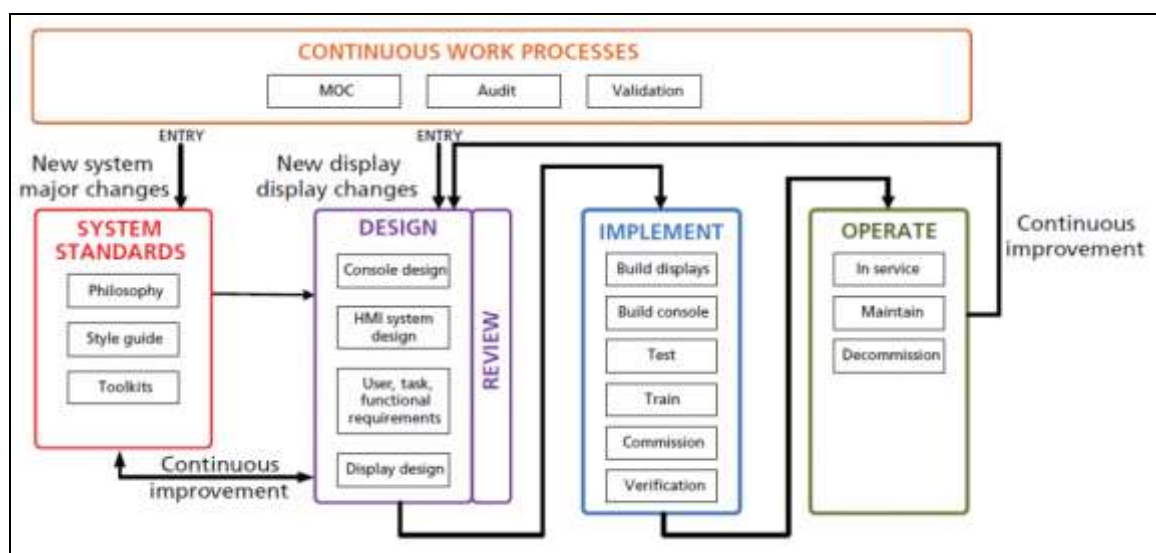 CONTINUOUS WORK PROCESSES
MOC
Audit
Validation
ENTRY
ENTRY
New system
major changes
New display
display changes
SYSTEM
STANDARDS
Philosophy
Style guide
Toolkits
Continuous
improvement
DESIGN
Console design
HMI system
design
User, task,
functional
requirements
Display design
REVIEW
IMPLEMENT
Build displays
Build console
Test
Train
Commission
Verification
OPERATE
In service
Maintain
Decommission
Continuous
improvement